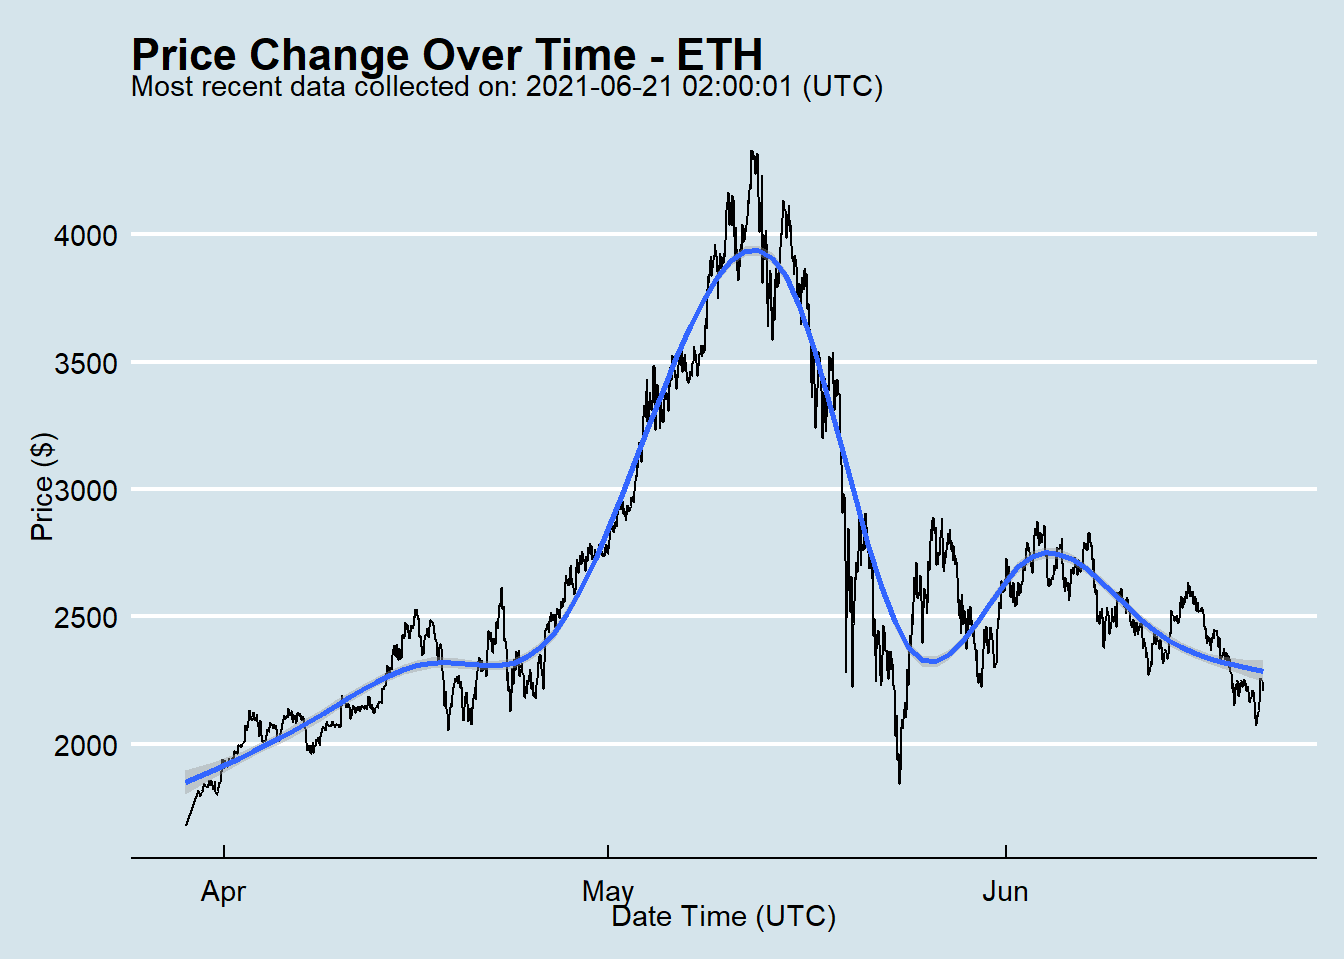 Price Change Over Time - ETH
Most recent data collected on: 2021-06-21 02:00:01 (UTC)
4000
3500
3000
2500
2000
Price ($)
Apr
May
Jun
Date Time (UTC)